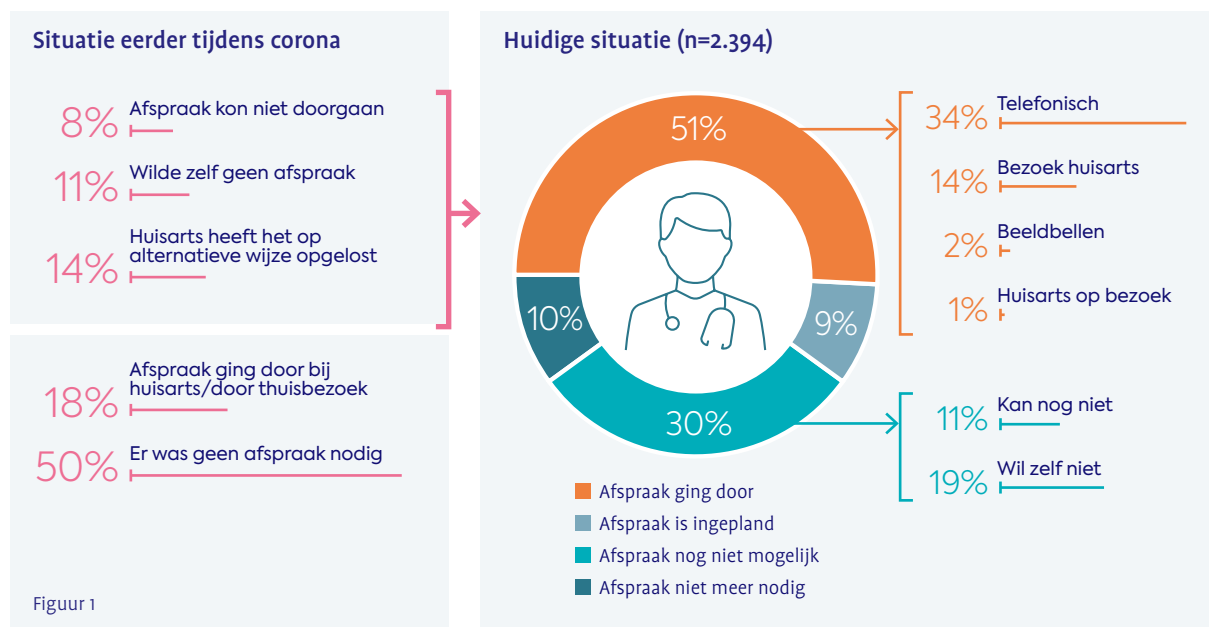 Situatie eerder tijdens corona
8%
Afspraak kon niet doorgaan
11%
Wilde zelf geen afspraak
14%
Huisarts heeft het op
alternatieve wijze opgelost
18%
Afspraak ging door bij
huisarts/door thuisbezoek
50%
Er was geen afspraak nodig
Figuur 1
Huidige situatie (n=2.394)
51%
10%
9%
30%
34%
Telefonisch
14%
Bezoek huisarts
2%
Beeldbellen
1%
Huisarts op bezoek
11%
Kan nog niet
19%
Wil zelf niet
Afspraak ging door
Afspraak is ingepland
Afspraak nog niet mogelijk
Afspraak niet meer nodig